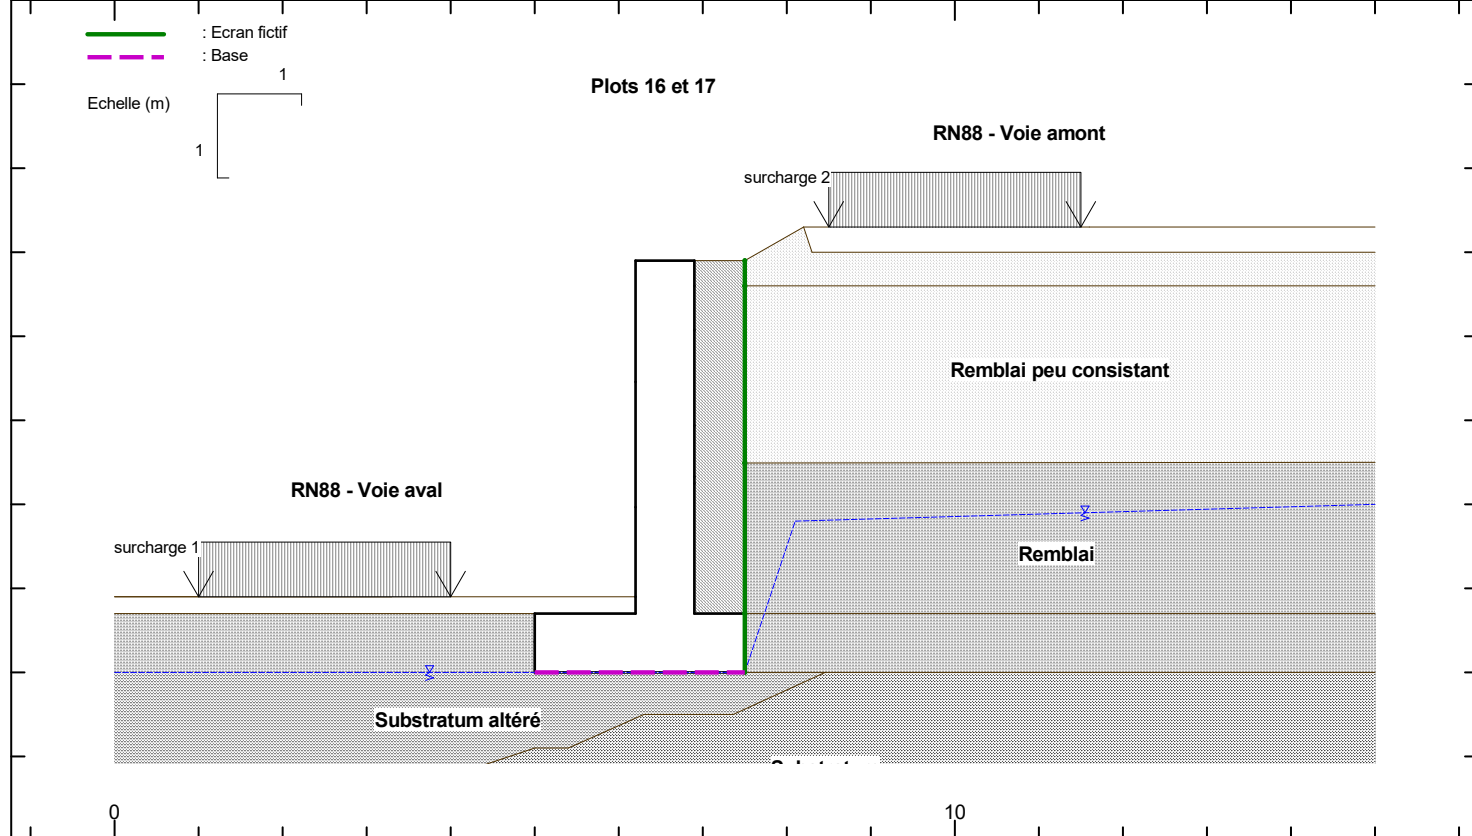 : Ecran fictif
: Base
1
Echelle (m)
1
Plots 16 et 17
RN88 - Voie amont
surcharge 2
Remblai peu consistant
RN88 - Voie aval
surcharge 1
Remblai
Substratum altéré
0
10